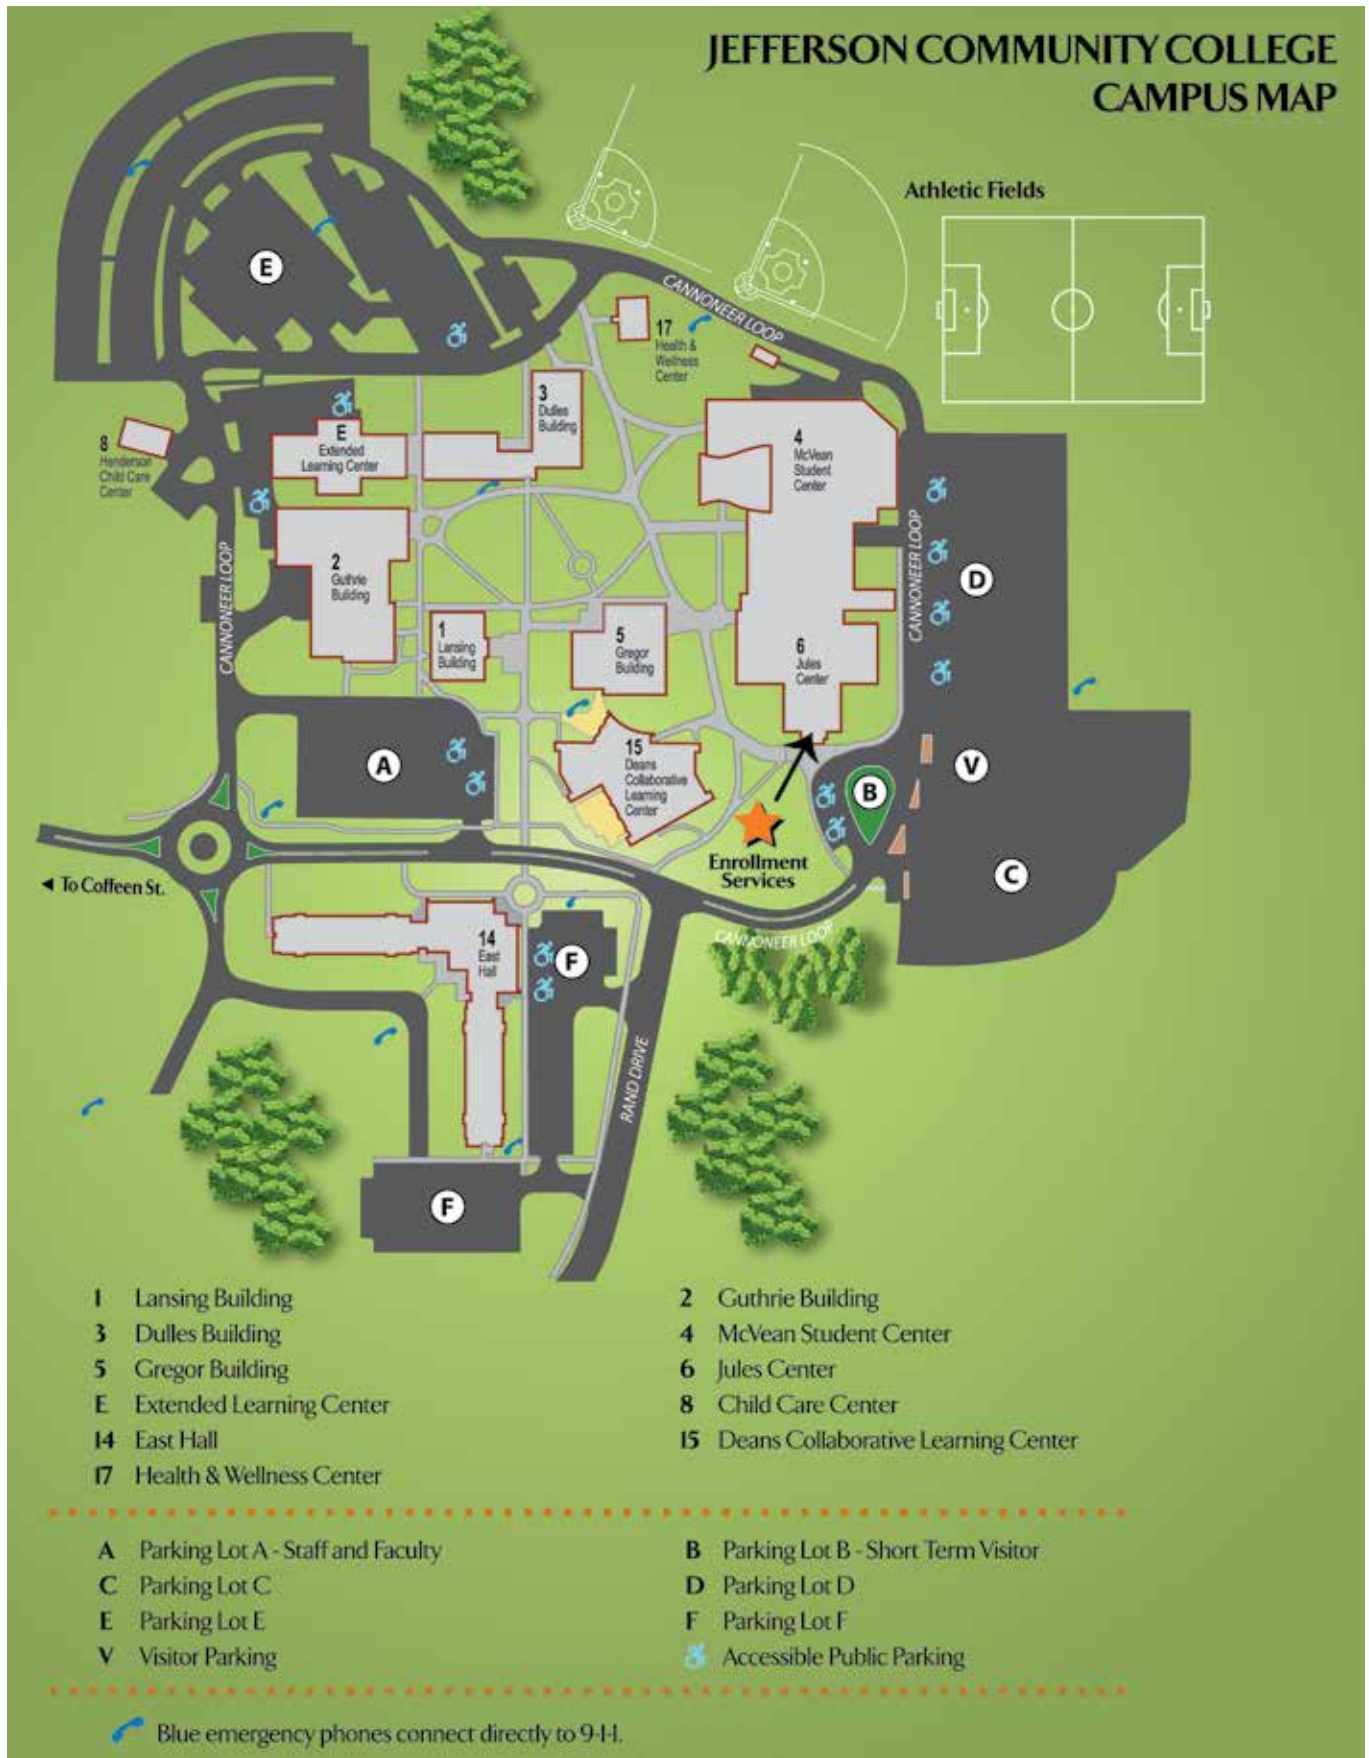 JEFFERSON COMMUNITY COLLEGE
CAMPUS MAP
Athletic Fields
E
CANNONEER LOOP
17
Health &
Wellness
Center
3
Dulles
Building
E
Extended
Learning Center
8
Henderson
Child Care
Center
4
McVean
Student
Center
CANNONEER LOOP
CANNONEER LOOP
D
2
Guthrie
Building
1
Lansing
Building
5
Gregor
Building
6
Jules
Center
A
15
Deans
Collaborative
Learning
Center
V
B
Enrollment
Services
C
◄ To Coffeen St.
CANNONEER LOOP
14
East
Hall
F
RAND DRIVE
F
1 Lansing Building
2 Guthrie Building
3 Dulles Building
4 McVean Student Center
5 Gregor Building
6 Jules Center
E Extended Learning Center
8 Child Care Center
14 East Hall
15 Deans Collaborative Learning Center
17 Health & Wellness Center
A Parking Lot A - Staff and Faculty
B Parking Lot B - Short Term Visitor
C Parking Lot C
D Parking Lot D
E Parking Lot E
F Parking Lot F
V Visitor Parking
Accessible Public Parking
Blue emergency phones connect directly to 9-1-1.